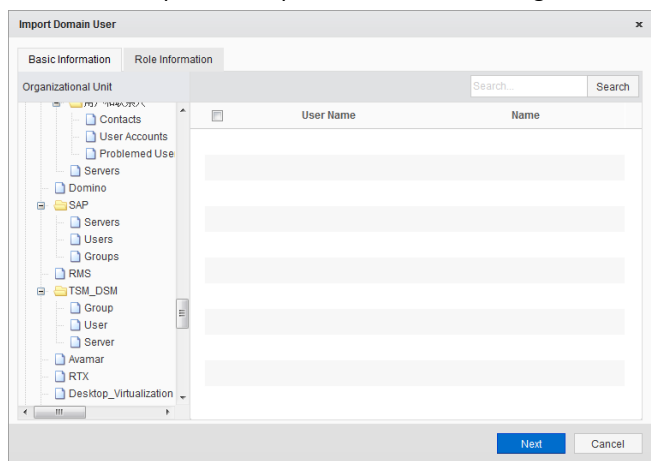 Import Domain User
Basic Information
Role Information
Organizational Unit
Search...
Search
User Name
Name
Contacts
User Accounts
Problemed Use
Servers
Domino
SAP
Servers
Users
Groups
RMS
TSM_DSM
Group
User
Server
Avamar
RTX
Desktop_Virtualization
Next
Cancel